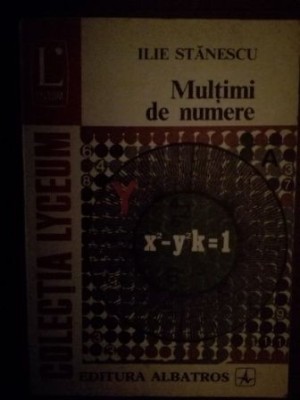 ILIE STĂNESCU
Mulțimi
de numere
COLECȚIA LYCEUM
x²-y²k=1
EDITURA ALBATROS